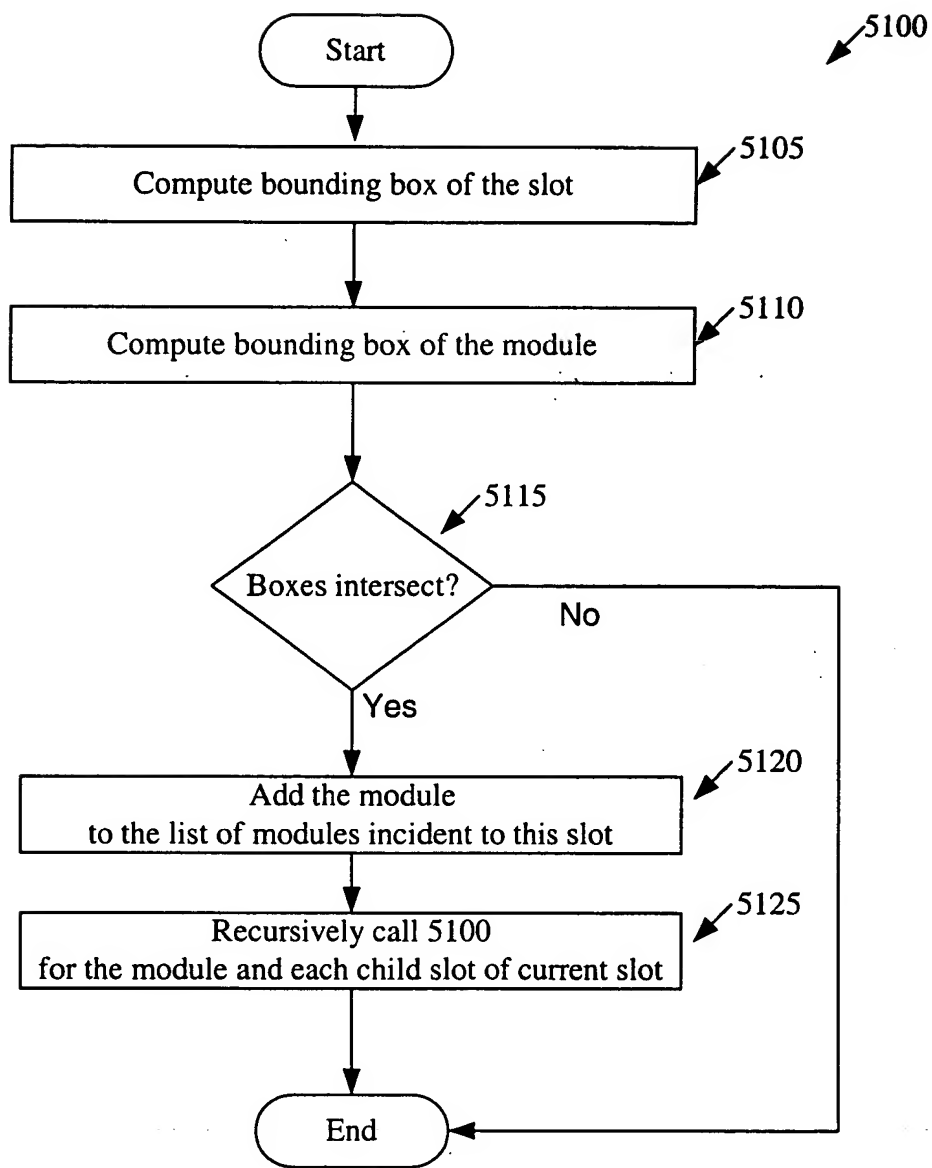 Start
5100
5105
Compute bounding box of the slot
5110
Compute bounding box of the module
5115
Boxes intersect?
No
Yes
5120
Add the module
to the list of modules incident to this slot
5125
Recursively call 5100
for the module and each child slot of current slot
End